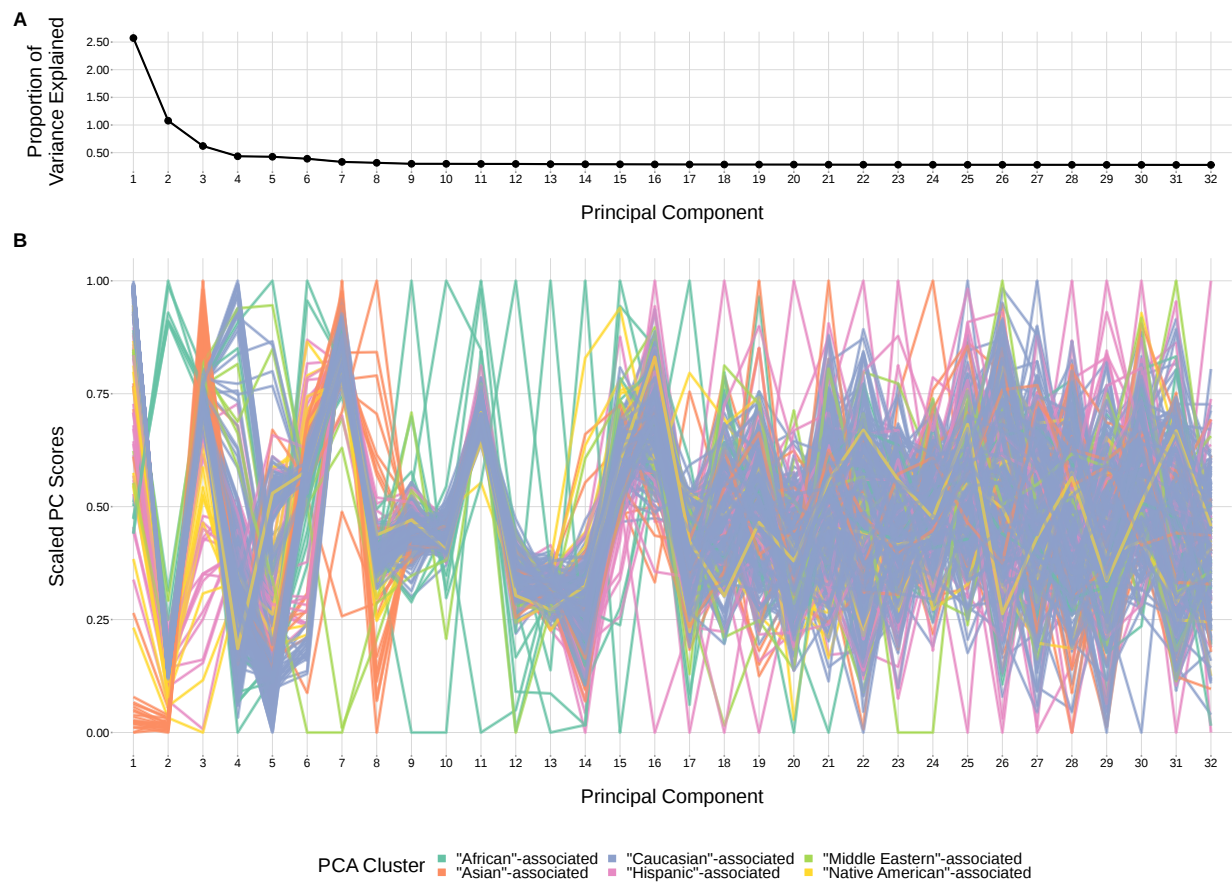 A
Proportion of
Variance Explained
2.50
2.00
1.50
1.00
0.50
1 2 3 4 5 6 7 8 9 10 11 12 13 14 15 16 17 18 19 20 21 22 23 24 25 26 27 28 29 30 31 32
Principal Component
B
Scaled PC Scores
1.00
0.75
0.50
0.25
0.00
1 2 3 4 5 6 7 8 9 10 11 12 13 14 15 16 17 18 19 20 21 22 23 24 25 26 27 28 29 30 31 32
Principal Component
PCA Cluster
"African"-associated "Caucasian"-associated "Middle Eastern"-associated
"Asian"-associated "Hispanic"-associated "Native American"-associated